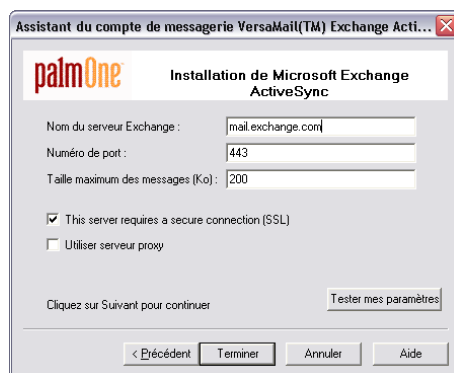 Assistant du compte de messagerie VersaMail(TM) Exchange Acti...
palmOne
Installation de Microsoft Exchange
ActiveSync
Nom du serveur Exchange : mail.exchange.com
Numéro de port : 443
Taille maximum des messages (Ko) : 200
This server requires a secure connection (SSL)
Utiliser serveur proxy
Cliquez sur Suivant pour continuer
Tester mes paramètres
< Précédent
Terminer
Annuler
Aide